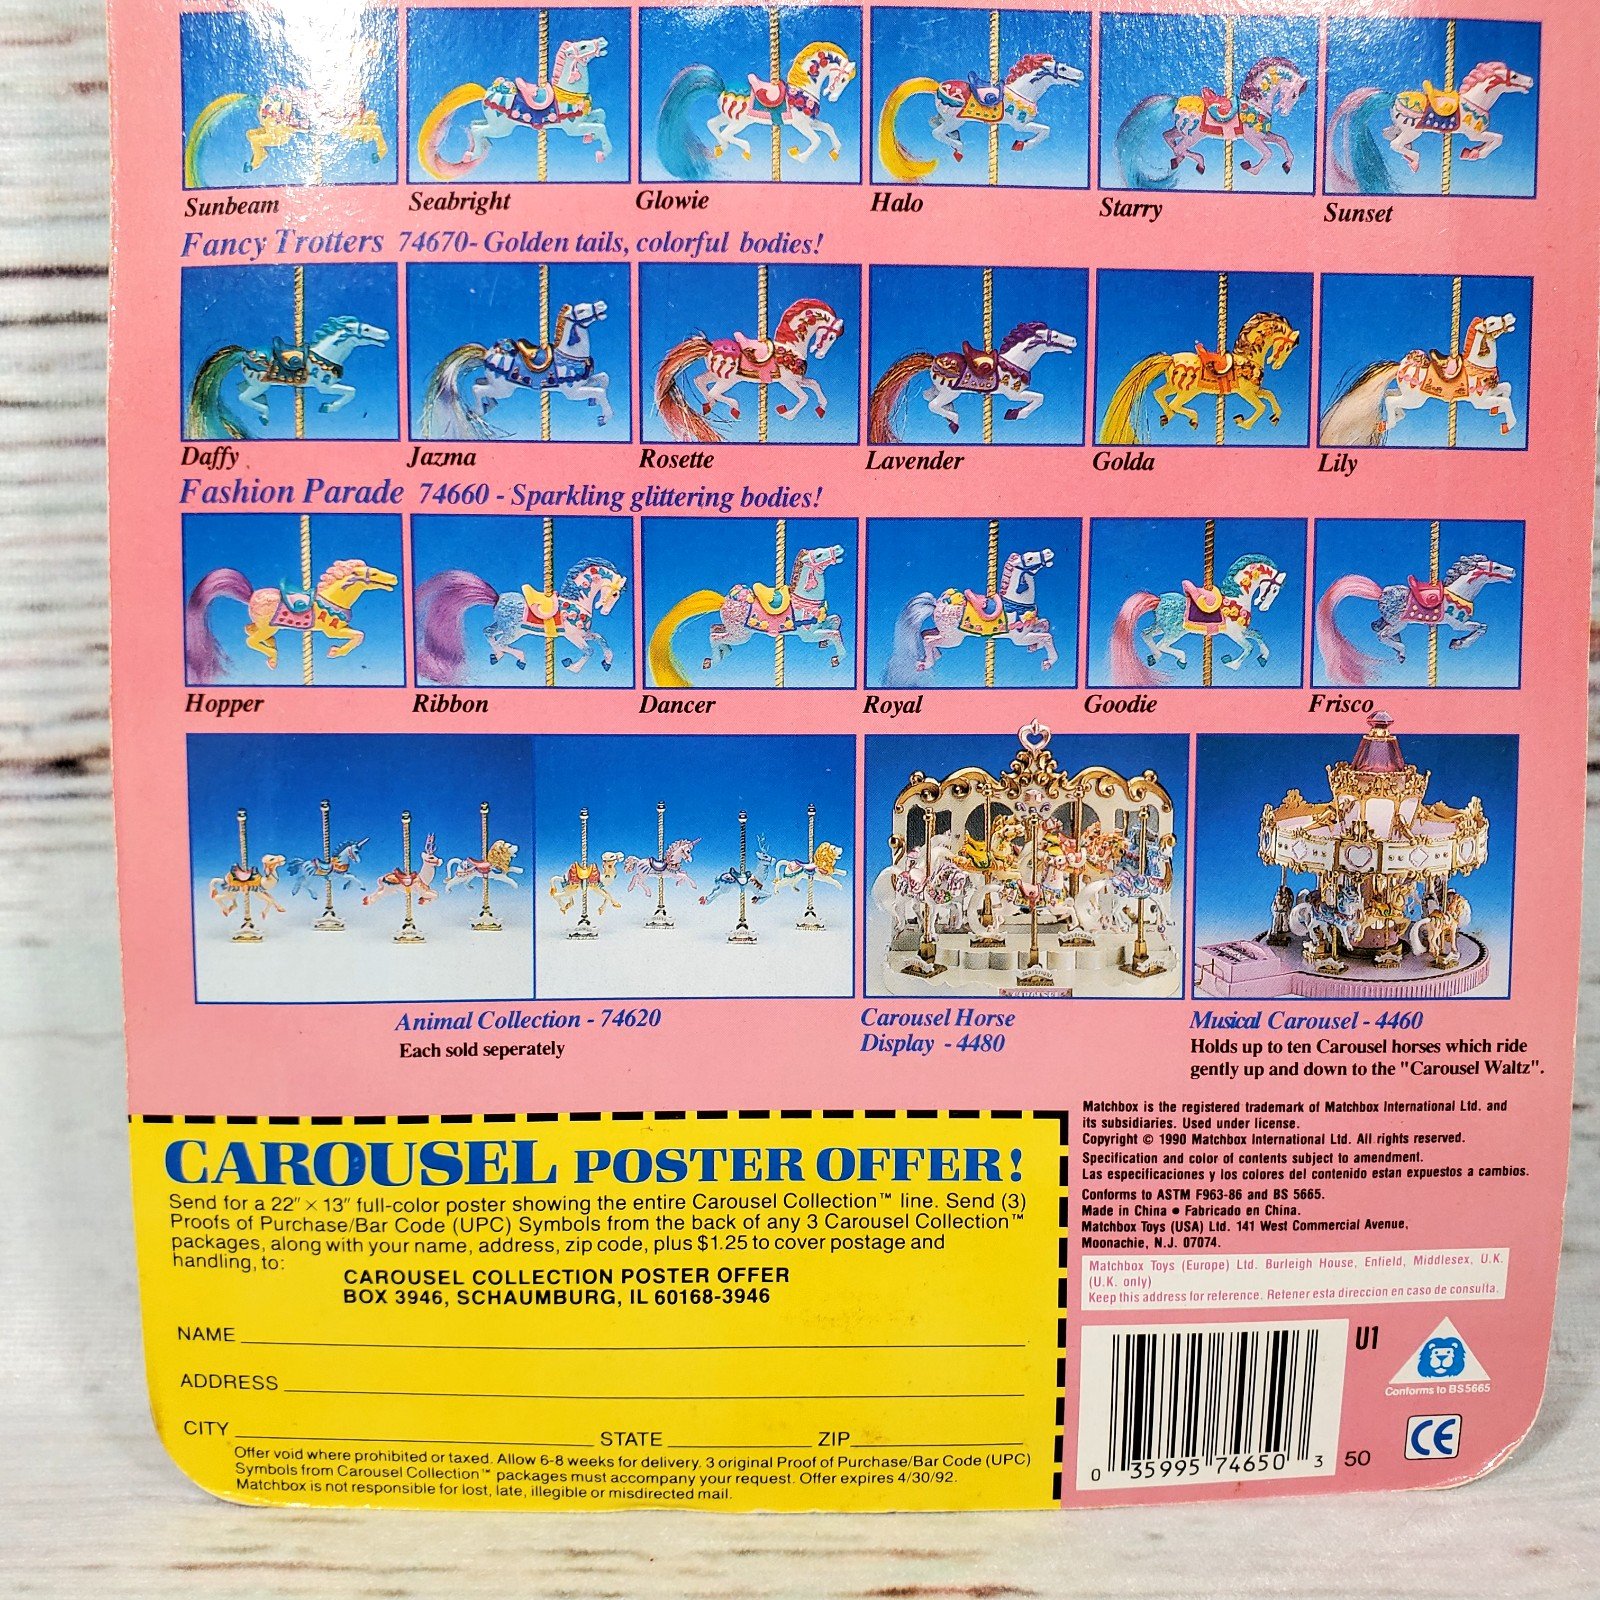 Sunbeam Seabright Glowie Halo Starry Sunset
Fancy Trotters 74670- Golden tails, colorful bodies!
Daffy Jazma Rosette Lavender Golda Lily
Fashion Parade 74660 - Sparkling glittering bodies!
Hopper Ribbon Dancer Royal Goodie Frisco
Animal Collection - 74620
Each sold seperately
Carousel Horse
Display - 4480
Musical Carousel - 4460
Holds up to ten Carousel horses which ride
gently up and down to the "Carousel Waltz".
CAROUSEL POSTER OFFER!
Send for a 22" × 13" full-color poster showing the entire Carousel Collection™ line. Send (3)
Proofs of Purchase/Bar Code (UPC) Symbols from the back of any 3 Carousel Collection™
packages, along with your name, address, zip code, plus $1.25 to cover postage and
handling, to:
CAROUSEL COLLECTION POSTER OFFER
BOX 3946, SCHAUMBURG, IL 60168-3946
NAME
ADDRESS
CITY STATE ZIP
Offer void where prohibited or taxed. Allow 6-8 weeks for delivery. 3 original Proof of Purchase/Bar Code (UPC)
Symbols from Carousel Collection™ packages must accompany your request. Offer expires 4/30/92.
Matchbox is not responsible for lost, late, illegible or misdirected mail.
Matchbox is the registered trademark of Matchbox International Ltd. and
its subsidiaries. Used under license.
Copyright © 1990 Matchbox International Ltd. All rights reserved.
Specification and color of contents subject to amendment.
Las especificaciones y los colores del contenido estan expuestos a cambios.
Conforms to ASTM F963-86 and BS 5665.
Made in China ● Fabricado en China.
Matchbox Toys (USA) Ltd. 141 West Commercial Avenue,
Moonachie, N.J. 07074.
Matchbox Toys (Europe) Ltd. Burleigh House, Enfield, Middlesex, U.K.
(U.K. only)
Keep this address for reference. Retener esta direccion en caso de consulta.
U1
Conforms to BS5665
CE
0 35995 74650 3 50